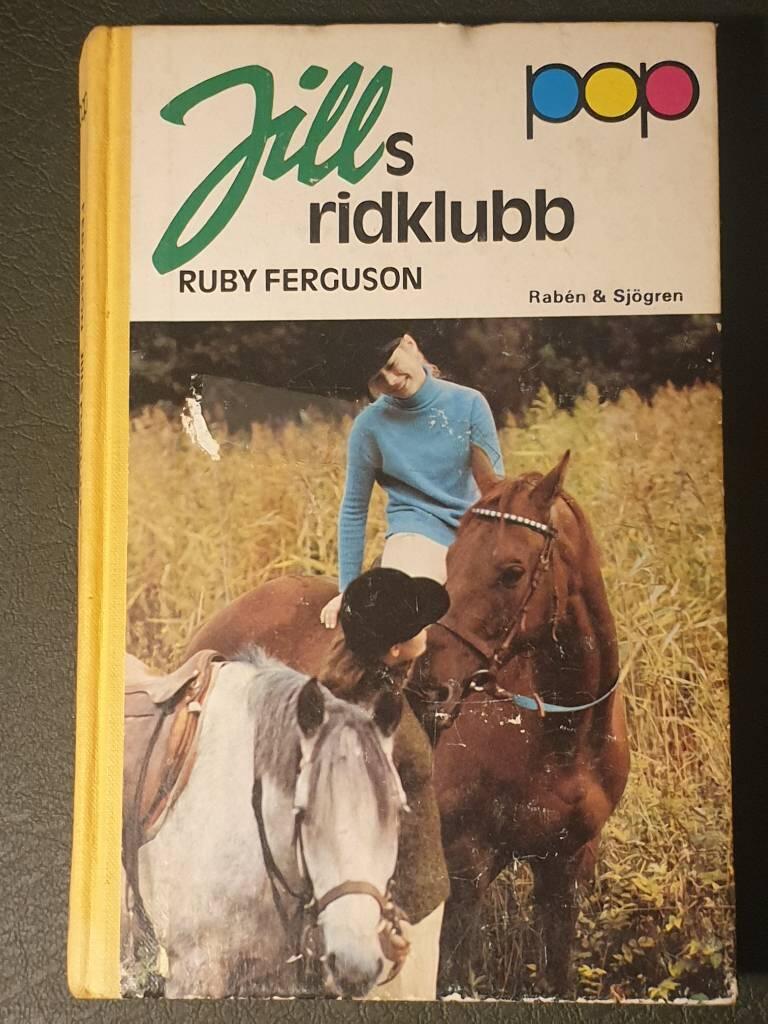 Jills
pop
ridklubb
RUBY FERGUSON
Rabén & Sjögren